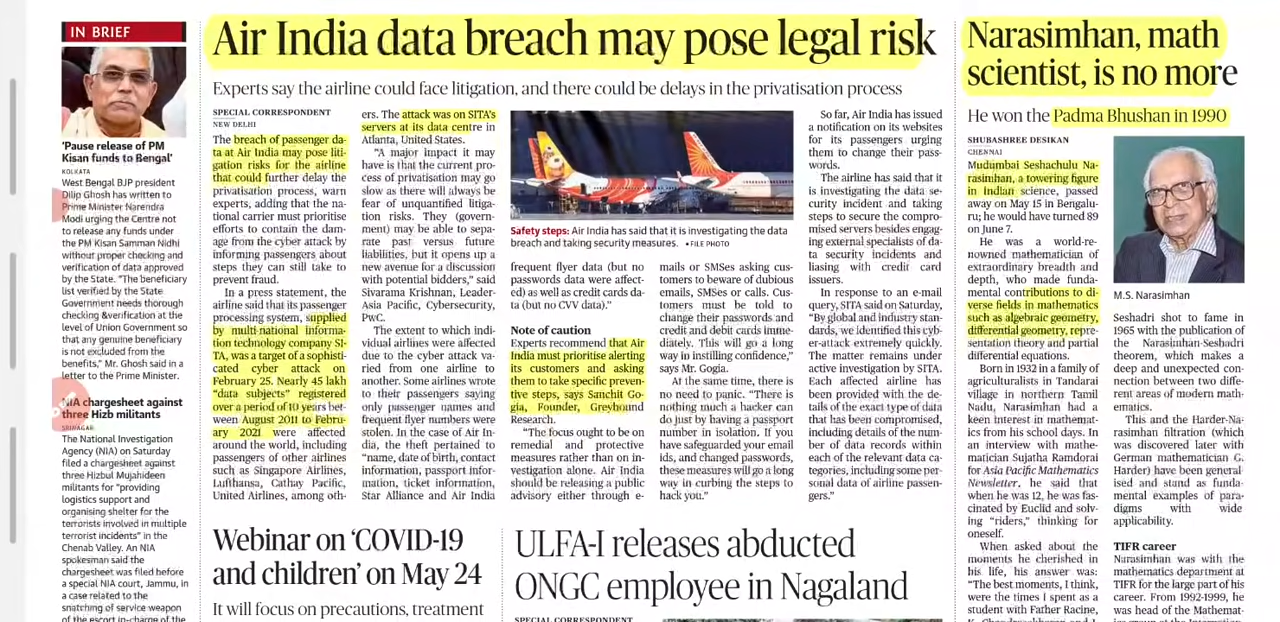 IN BRIEF
'Pause release of PM
Kisan funds to Bengal'
KOLKATA
West Bengal BJP president
Dilip Ghosh has written to
Prime Minister Narendra
Modi urging the Centre not
to release any funds under
the PM Kisan Samman Nidhi
without proper checking and
verification of data approved
by the State. "The beneficiary
list verified by the State
Government needs thorough
checking &verification at the
level of Union Government so
that any genuine beneficiary
is not excluded from the
benefits," Mr. Ghosh said in a
letter to the Prime Minister.
NIA chargesheet against
three Hizb militants
SRINAGAR
The National Investigation
Agency (NIA) on Saturday
filed a chargesheet against
three Hizbul Mujahideen
militants for "providing
logistics support and
organising shelter for the
terrorists involved in multiple
terrorist incidents" in the
Chenab Valley. An NIA
spokesman said the
chargesheet was filed before
a special NIA court, Jammu, in
a case related to the
snatching of service weapon
of the escort in-charge of the
Air India data breach may pose legal risk
Experts say the airline could face litigation, and there could be delays in the privatisation process
SPECIAL CORRESPONDENT
NEW DELHI
The breach of passenger da-
ta at Air India may pose liti-
gation risks for the airline
that could further delay the
privatisation process, warn
experts, adding that the na-
tional carrier must prioritise
efforts to contain the dam-
age from the cyber attack by
informing passengers about
steps they can still take to
prevent fraud.
In a press statement, the
airline said that its passenger
processing system, supplied
by multi-national informa-
tion technology company SI-
TA, was a target of a sophisti-
cated cyber attack on
February 25. Nearly 45 lakh
"data subjects" registered
over a period of 10 years bet-
ween August 2011 to Febru-
ary 2021 were affected
around the world, including
passengers of other airlines
such as Singapore Airlines,
Lufthansa, Cathay Pacific,
United Airlines, among oth-
ers. The attack was on SITA's
servers at its data centre in
Atlanta, United States.
"A major impact it may
have is that the current pro-
cess of privatisation may go
slow as there will always be
fear of unquantified litiga-
tion risks. They (govern-
ment) may be able to sepa-
rate past versus future
liabilities, but it opens up a
new avenue for a discussion
with potential bidders," said
Sivarama Krishnan, Leader-
Asia Pacific, Cybersecurity,
PwC.
The extent to which indi-
vidual airlines were affected
due to the cyber attack va-
ried from one airline to
another. Some airlines wrote
to their passengers saying
only passenger names and
frequent flyer numbers were
stolen. In the case of Air In-
dia, the theft pertained to
"name, date of birth, contact
information, passport infor-
mation, ticket information,
Star Alliance and Air India
Safety steps: Air India has said that it is investigating the data
breach and taking security measures. • FILE PHOTO
frequent flyer data (but no
passwords data were affect-
ed) as well as credit cards da-
ta (but no CVV data)."
Note of caution
Experts recommend that Air
India must prioritise alerting
its customers and asking
them to take specific preven-
tive steps, says Sanchit Go-
gia, Founder, Greyhound
Research.
"The focus ought to be on
remedial and protective
measures rather than on in-
vestigation alone. Air India
should be releasing a public
advisory either through e-
mails or SMSes asking cus-
tomers to beware of dubious
emails, SMSes or calls. Cus-
tomers must be told to
change their passwords and
credit and debit cards imme-
diately. This will go a long
way in instilling confidence,"
says Mr. Gogia.
At the same time, there is
no need to panic. "There is
nothing much a hacker can
do just by having a passport
number in isolation. If you
have safeguarded your email
ids, and changed passwords,
these measures will go a long
way in curbing the steps to
hack you."
So far, Air India has issued
a notification on its websites
for its passengers urging
them to change their pass-
words.
The airline has said that it
is investigating the data se-
curity incident and taking
steps to secure the compro-
mised servers besides engag-
ing external specialists of da-
ta security incidents and
liasing with credit card
issuers.
In response to an e-mail
query, SITA said on Saturday,
"By global and industry stan-
dards, we identified this cyb-
er-attack extremely quickly.
The matter remains under
active investigation by SITA.
Each affected airline has
been provided with the de-
tails of the exact type of data
that has been compromised,
including details of the num-
ber of data records within
each of the relevant data ca-
tegories, including some per-
sonal data of airline passen-
gers."
Webinar on 'COVID-19
and children' on May 24
It will focus on precautions, treatment
ULFA-I releases abducted
ONGC employee in Nagaland
SPECIAL CORRESPONDENT
Narasimhan, math
scientist, is no more
He won the Padma Bhushan in 1990
SHUBASHREE DESIKAN
CHENNAI
Mudumbai Seshachulu Na-
rasimhan, a towering figure
in Indian science, passed
away on May 15 in Bengalu-
ru; he would have turned 89
on June 7.
He was a world-re-
nowned mathematician of
extraordinary breadth and
depth, who made funda-
mental contributions to di-
verse fields in mathematics
such as algebraic geometry,
differential geometry, repre-
sentation theory and partial
differential equations.
Born in 1932 in a family of
agriculturalists in Tandarai
village in northern Tamil
Nadu, Narasimhan had a
keen interest in mathemat-
ics from his school days. In
an interview with mathe-
matician Sujatha Ramdorai
for Asia Pacific Mathematics
Newsletter, he said that
when he was 12, he was fas-
cinated by Euclid and solv-
ing "riders," thinking for
oneself.
When asked about the
moments he cherished in
his life, his answer was:
"The best moments, I think,
were the times I spent as a
student with Father Racine,
M.S. Narasimhan
Seshadri shot to fame in
1965 with the publication of
the Narasinhan-Seshadri
theorem, which makes a
deep and unexpected con-
nection between two diffe-
rent areas of modern math-
ematics.
This and the Harder-Na-
rasimhan filtration (which
was discovered later with
German mathematician G.
Harder) have been general-
ised and stand as funda-
mental examples of para-
digms with wide
applicability.
TIFR career
Narasimhan was with the
mathematics department at
TIFR for the large part of his
career. From 1992-1999, he
was head of the Mathemat-